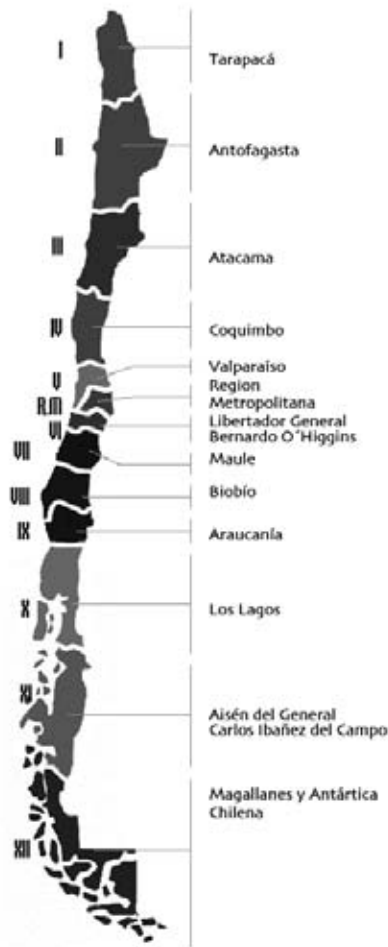 I
Tarapacá
II
Antofagasta
III
Atacama
IV
Coquimbo
V
Valparaíso
R.M
Region
Metropolitana
VI
Libertador General
Bernardo O´Higgins
VII
Maule
VIII
Biobío
IX
Araucanía
X
Los Lagos
XI
Aisén del General
Carlos Ibañez del Campo
XII
Magallanes y Antártica
Chilena